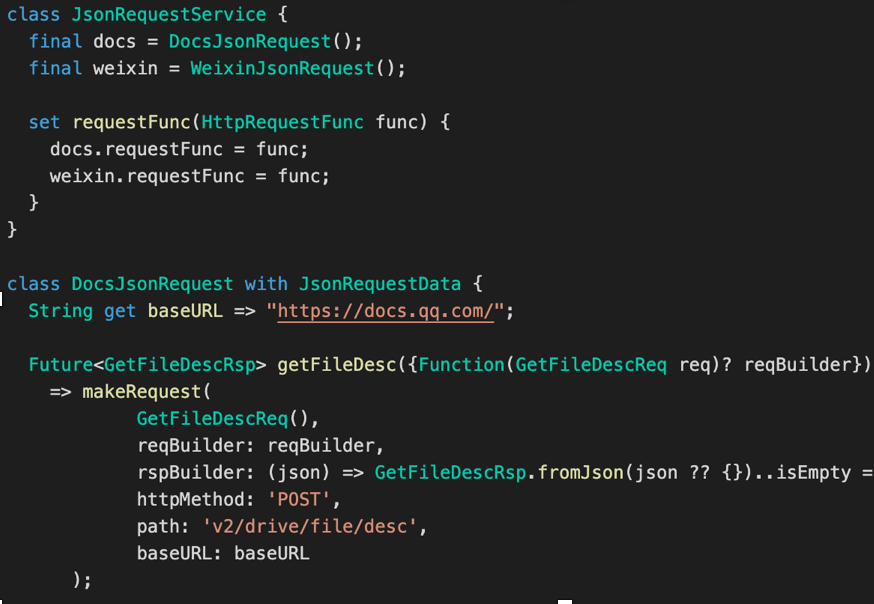 class JsonRequestService {
  final docs = DocsJsonRequest();
  final weixin = WeixinJsonRequest();

  set requestFunc(HttpRequestFunc func) {
    docs.requestFunc = func;
    weixin.requestFunc = func;
  }
}

class DocsJsonRequest with JsonRequestData {
  String get baseURL => "https://docs.qq.com/";

  Future<GetFileDescRsp> getFileDesc({Function(GetFileDescReq req)? reqBuilder})
    => makeRequest(
            GetFileDescReq(),
            reqBuilder: reqBuilder,
            rspBuilder: (json) => GetFileDescRsp.fromJson(json ?? {})..isEmpty =
            httpMethod: 'POST',
            path: 'v2/drive/file/desc',
            baseURL: baseURL
      );